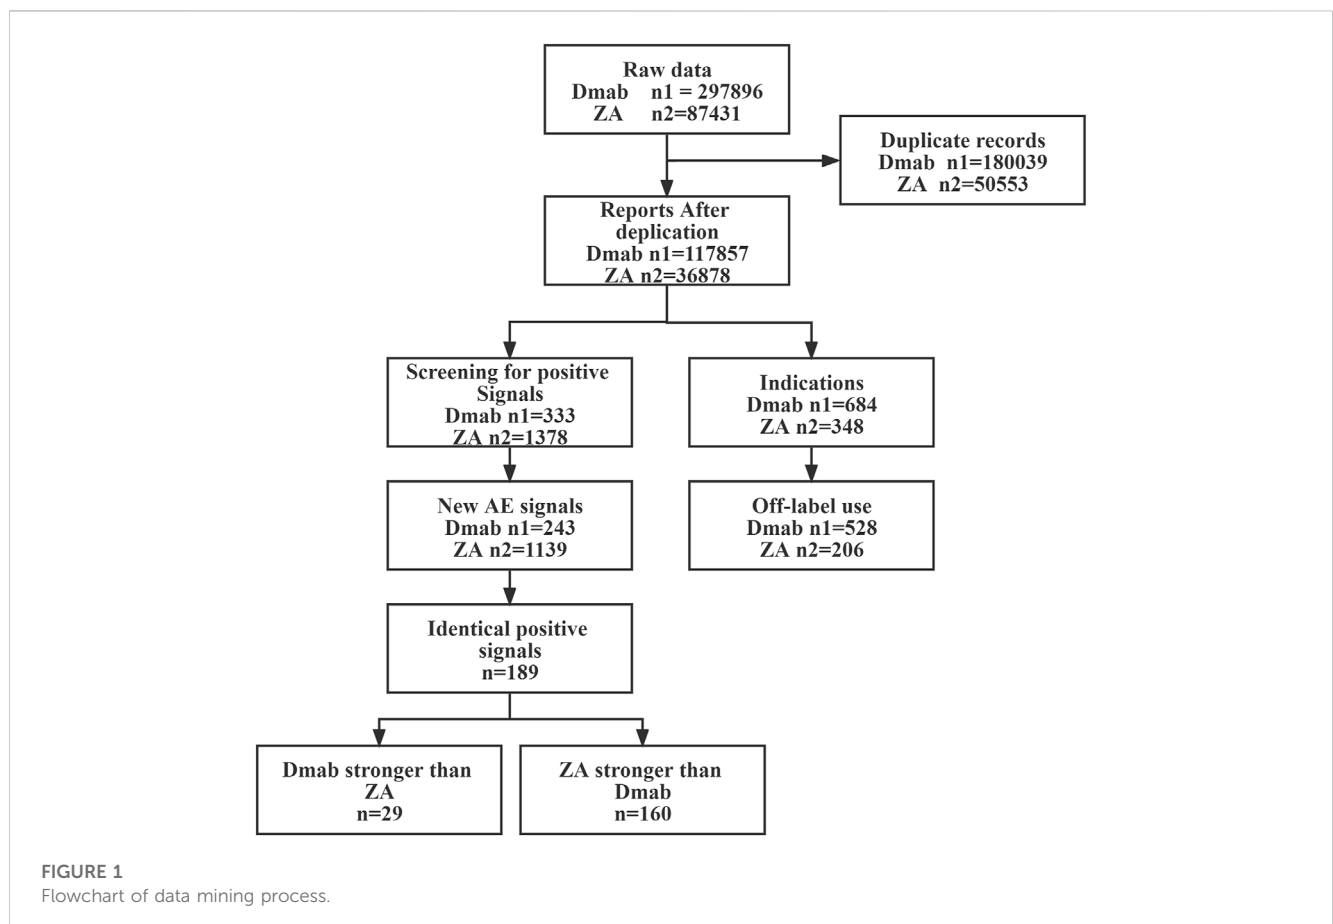 Raw data
Dmab n1 = 297896
ZA n2=87431
Duplicate records
Dmab n1=180039
ZA n2=50553
Reports After
deplication
Dmab n1=117857
ZA n2=36878
Screening for positive
Signals
Dmab n1=333
ZA n2=1378
Indications
Dmab n1=684
ZA n2=348
New AE signals
Dmab n1=243
ZA n2=1139
Off-label use
Dmab n1=528
ZA n2=206
Identical positive
signals
n=189
Dmab stronger than
ZA
n=29
ZA stronger than
Dmab
n=160
FIGURE 1
Flowchart of data mining process.